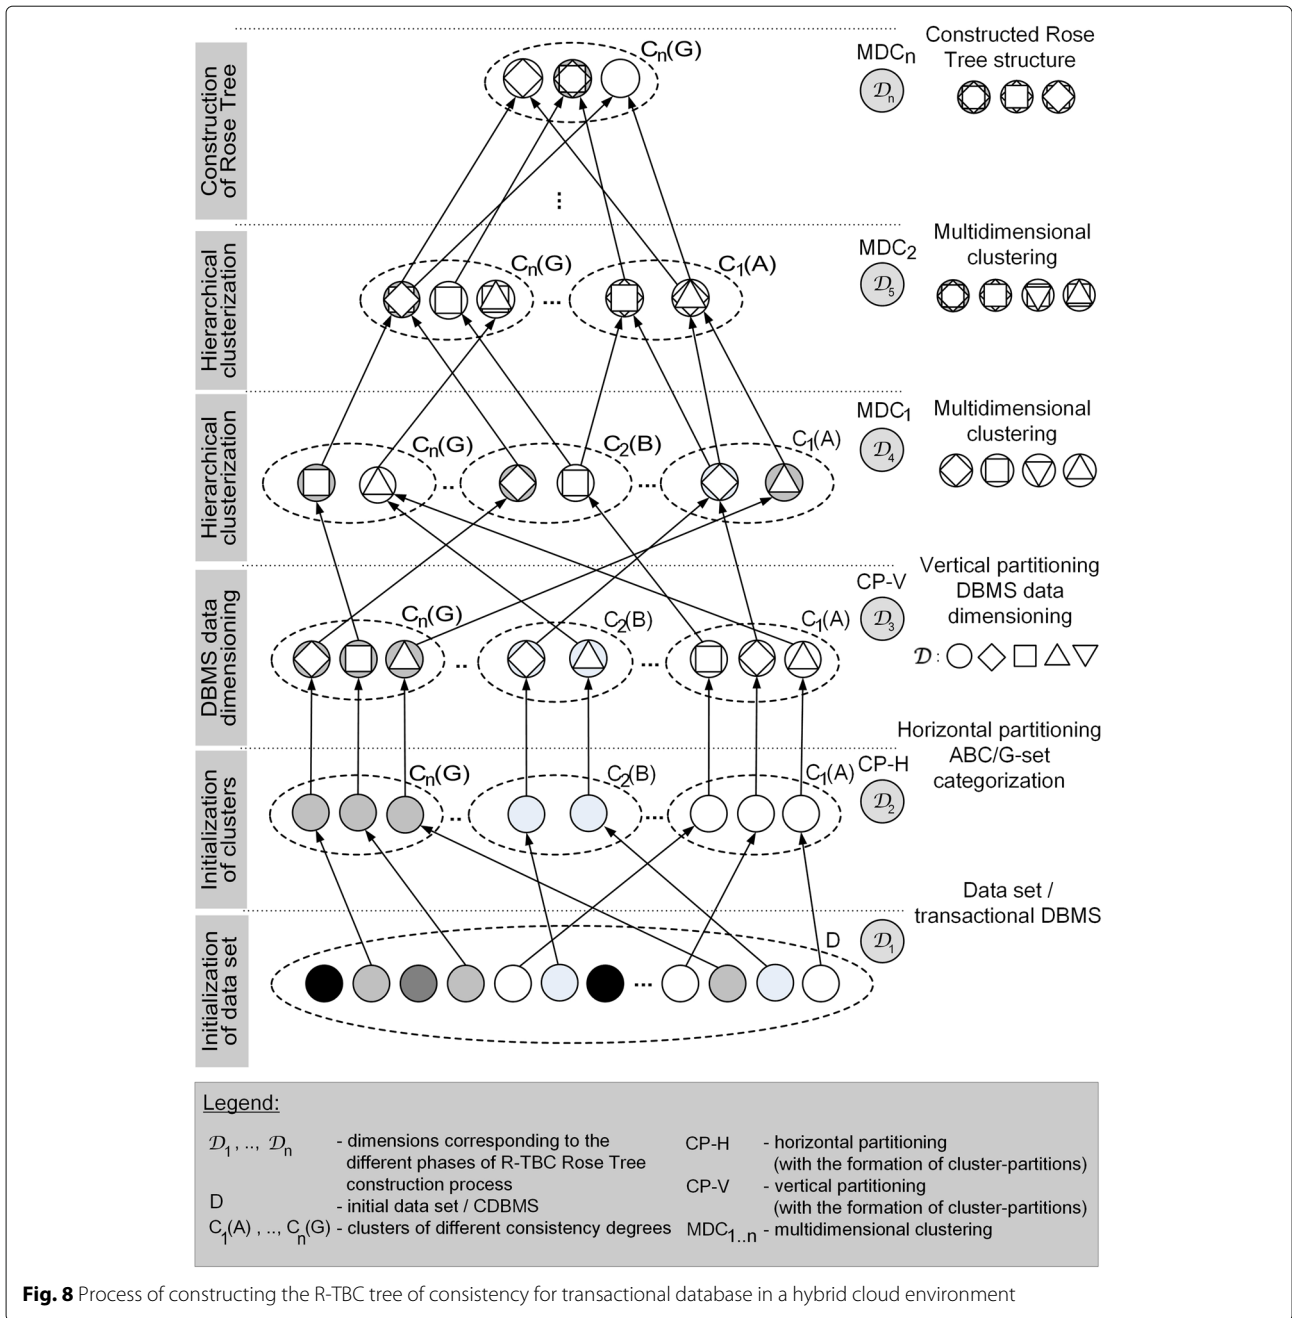 Construction
of Rose Tree
Cn(G)
MDCn
𝒟n
Constructed Rose
Tree structure
⋮
Hierarchical
clusterization
Cn(G)
...
C1(A)
MDC2
𝒟5
Multidimensional
clustering
Hierarchical
clusterization
Cn(G)
..
C2(B)
...
C1(A)
MDC1
𝒟4
Multidimensional
clustering
DBMS data
dimensioning
Cn(G)
..
C2(B)
...
C1(A)
CP-V
𝒟3
Vertical partitioning
DBMS data
dimensioning
𝒟:
Initialization
of clusters
Cn(G)
..
C2(B)
...
C1(A)
CP-H
𝒟2
Horizontal partitioning
ABC/G-set
categorization
Initialization
of data set
...
D
𝒟1
Data set /
transactional DBMS
Legend:
𝒟1 , .., 𝒟n - dimensions corresponding to the
different phases of R-TBC Rose Tree
construction process
D - initial data set / CDBMS
C1(A) , .., Cn(G) - clusters of different consistency degrees
CP-H - horizontal partitioning
(with the formation of cluster-partitions)
CP-V - vertical partitioning
(with the formation of cluster-partitions)
MDC1..n - multidimensional clustering
Fig. 8 Process of constructing the R-TBC tree of consistency for transactional database in a hybrid cloud environment